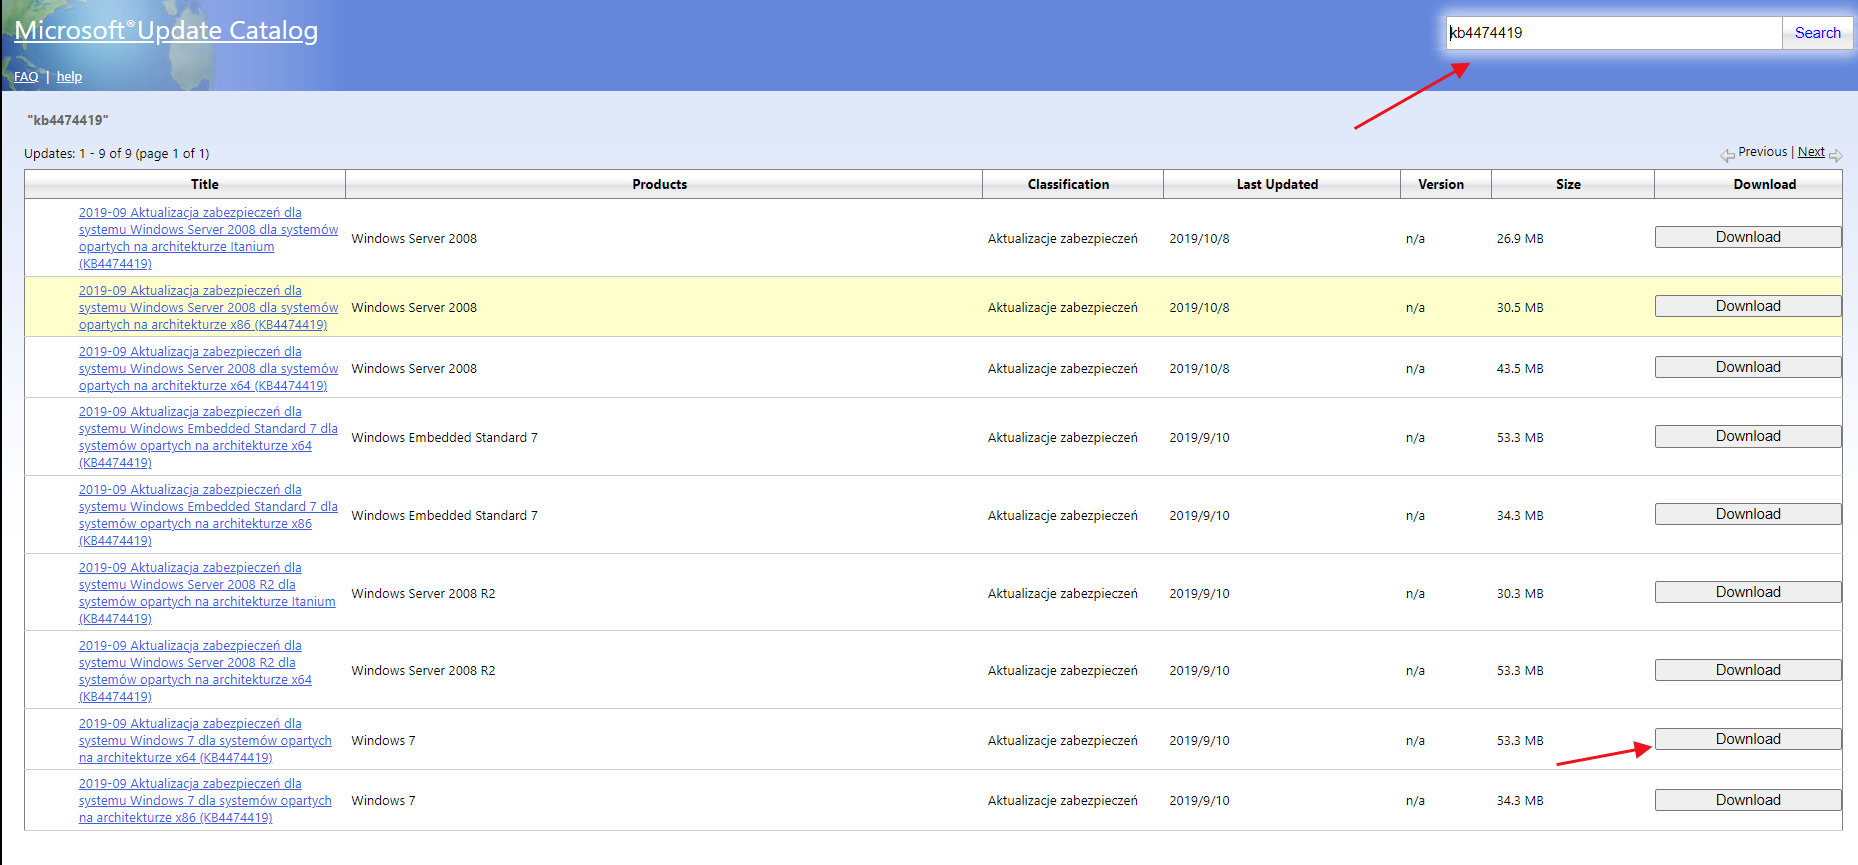 Microsoft®Update Catalog
kb4474419
Search
FAQ | help
"kb4474419"
Updates: 1 - 9 of 9 (page 1 of 1)
Previous | Next
Title Products Classification Last Updated Version Size Download
2019-09 Aktualizacja zabezpieczeń dla
systemu Windows Server 2008 dla systemów
opartych na architekturze Itanium
(KB4474419)
Windows Server 2008 Aktualizacje zabezpieczeń 2019/10/8 n/a 26.9 MB Download
2019-09 Aktualizacja zabezpieczeń dla
systemu Windows Server 2008 dla systemów
opartych na architekturze x86 (KB4474419)
Windows Server 2008 Aktualizacje zabezpieczeń 2019/10/8 n/a 30.5 MB Download
2019-09 Aktualizacja zabezpieczeń dla
systemu Windows Server 2008 dla systemów
opartych na architekturze x64 (KB4474419)
Windows Server 2008 Aktualizacje zabezpieczeń 2019/10/8 n/a 43.5 MB Download
2019-09 Aktualizacja zabezpieczeń dla
systemu Windows Embedded Standard 7 dla
systemów opartych na architekturze x64
(KB4474419)
Windows Embedded Standard 7 Aktualizacje zabezpieczeń 2019/9/10 n/a 53.3 MB Download
2019-09 Aktualizacja zabezpieczeń dla
systemu Windows Embedded Standard 7 dla
systemów opartych na architekturze x86
(KB4474419)
Windows Embedded Standard 7 Aktualizacje zabezpieczeń 2019/9/10 n/a 34.3 MB Download
2019-09 Aktualizacja zabezpieczeń dla
systemu Windows Server 2008 R2 dla
systemów opartych na architekturze Itanium
(KB4474419)
Windows Server 2008 R2 Aktualizacje zabezpieczeń 2019/9/10 n/a 30.3 MB Download
2019-09 Aktualizacja zabezpieczeń dla
systemu Windows Server 2008 R2 dla
systemów opartych na architekturze x64
(KB4474419)
Windows Server 2008 R2 Aktualizacje zabezpieczeń 2019/9/10 n/a 53.3 MB Download
2019-09 Aktualizacja zabezpieczeń dla
systemu Windows 7 dla systemów opartych
na architekturze x64 (KB4474419)
Windows 7 Aktualizacje zabezpieczeń 2019/9/10 n/a 53.3 MB Download
2019-09 Aktualizacja zabezpieczeń dla
systemu Windows 7 dla systemów opartych
na architekturze x86 (KB4474419)
Windows 7 Aktualizacje zabezpieczeń 2019/9/10 n/a 34.3 MB Download